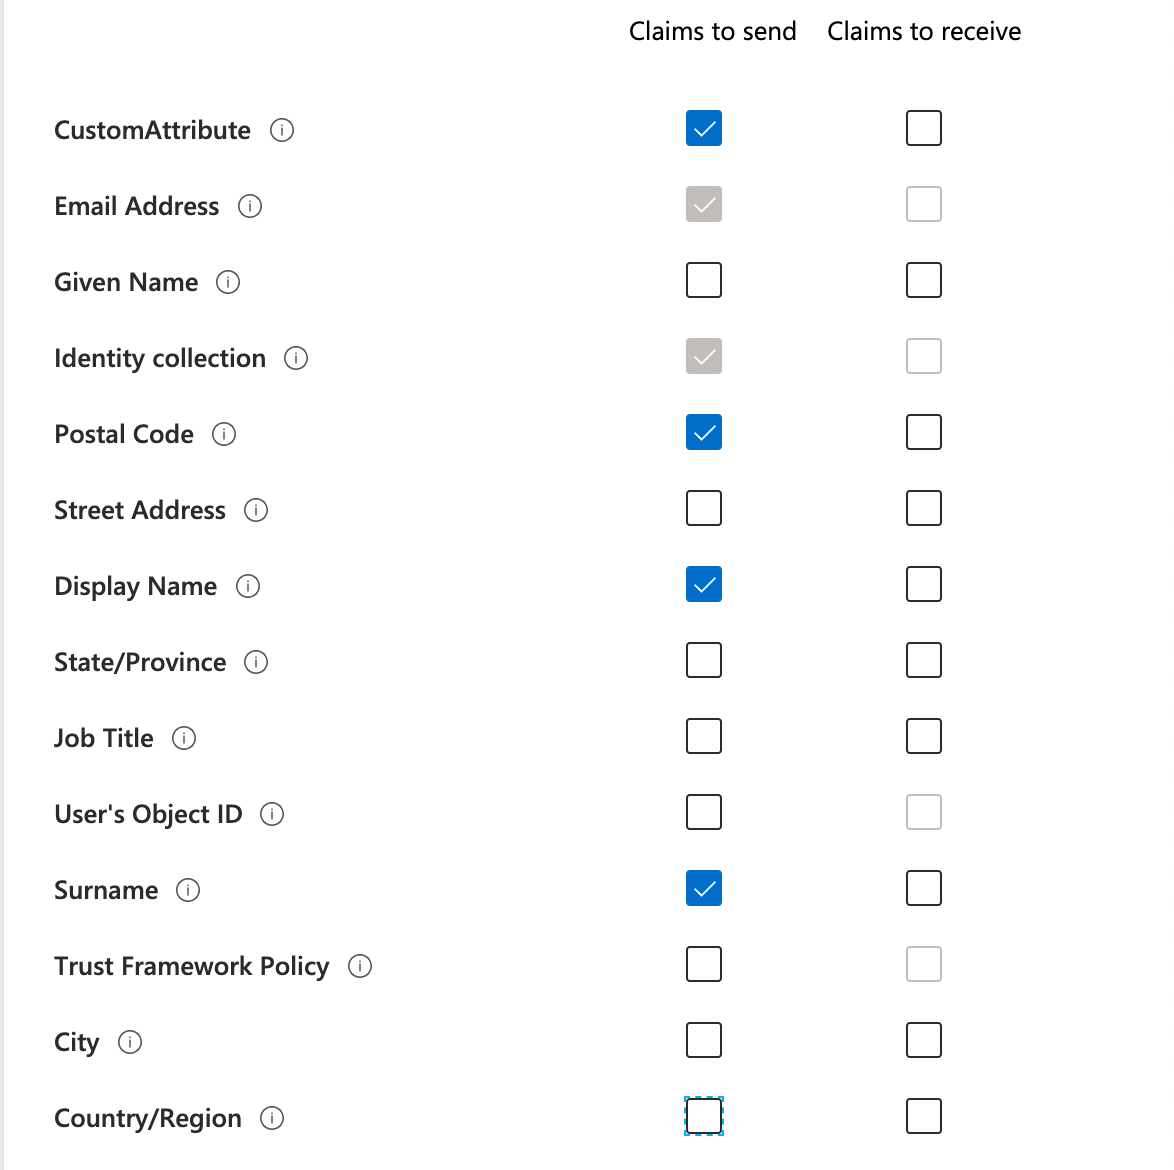 Claims to send Claims to receive
CustomAttribute
Email Address
Given Name
Identity collection
Postal Code
Street Address
Display Name
State/Province
Job Title
User's Object ID
Surname
Trust Framework Policy
City
Country/Region